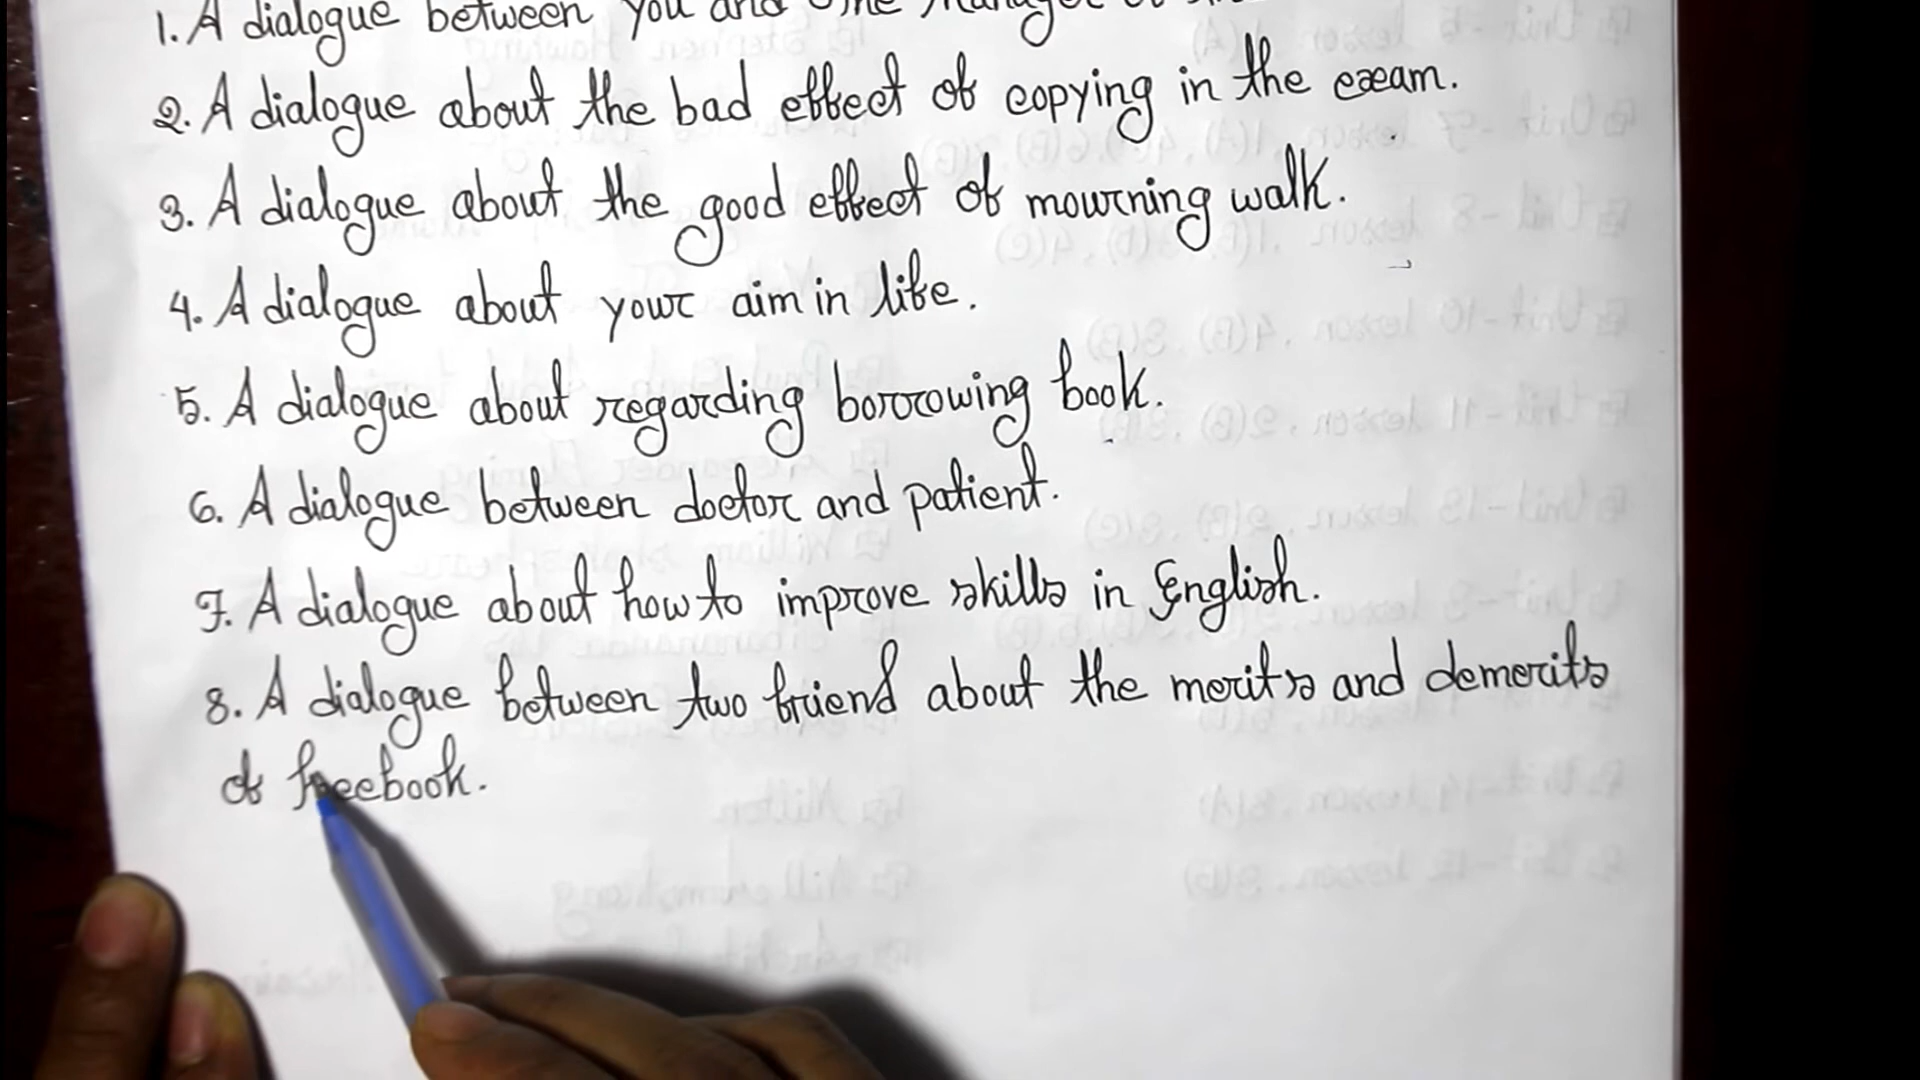 1. A dialogue between you and the Manager of
2. A dialogue about the bad effect of copying in the exam.
3. A dialogue about the good effect of mourning walk.
4. A dialogue about your aim in life.
5. A dialogue about regarding borrowing book.
6. A dialogue between doctor and patient.
7. A dialogue about how to improve skills in English.
8. A dialogue between two friend about the merits and demerits
of facebook.